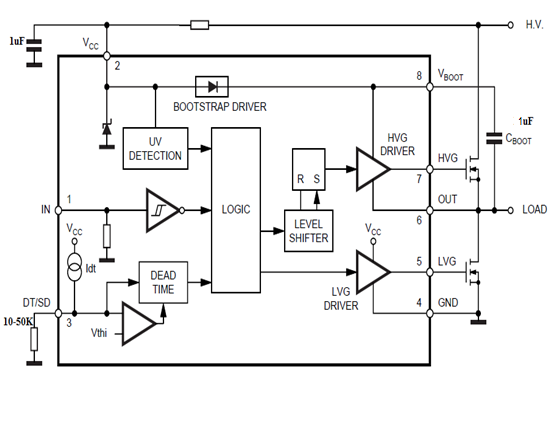 H.V.
1uF
VCC
2
8
VBOOT
BOOTSTRAP DRIVER
1uF
CBOOT
UV
DETECTION
HVG
DRIVER
HVG
R S
7
IN
1
LOGIC
OUT
LOAD
6
LEVEL
SHIFTER
VCC
VCC
Idt
DEAD
TIME
5
LVG
LVG
DRIVER
DT/SD
4
GND
10-50K
3
Vthi